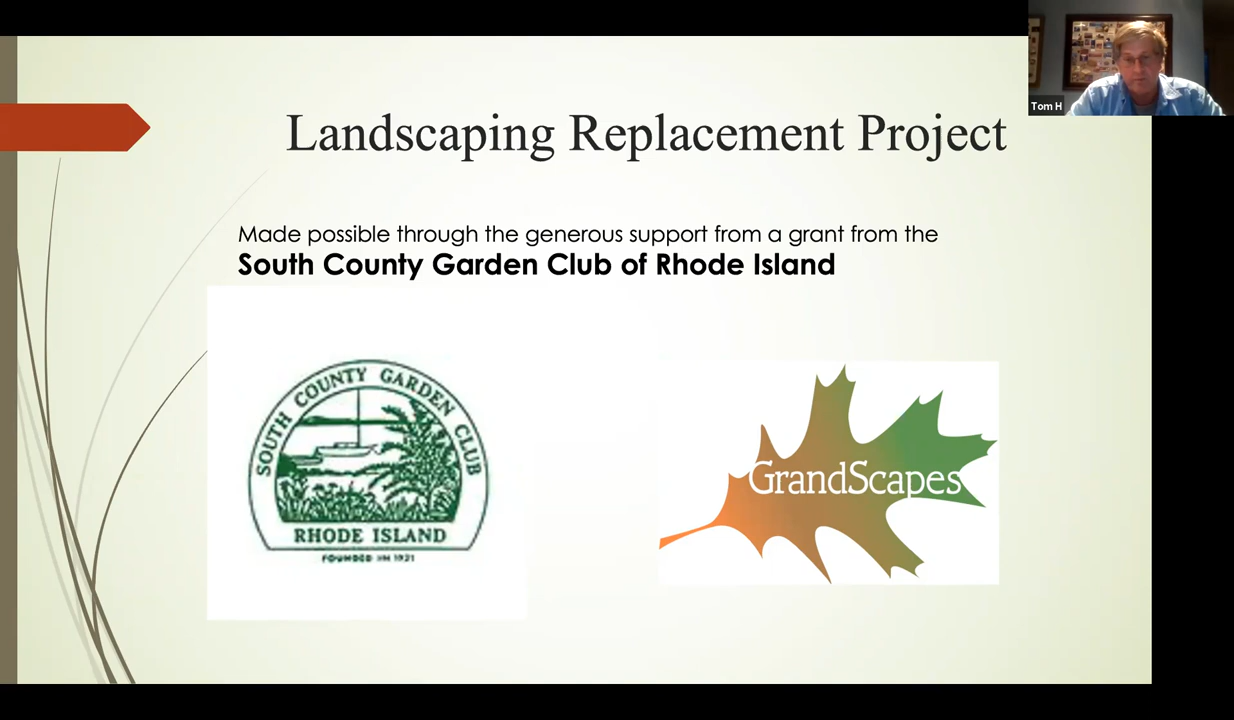 Tom H
Landscaping Replacement Project
Made possible through the generous support from a grant from the
South County Garden Club of Rhode Island
SOUTH COUNTY GARDEN CLUB
RHODE ISLAND
FOUNDED IN 1921
GrandScapes